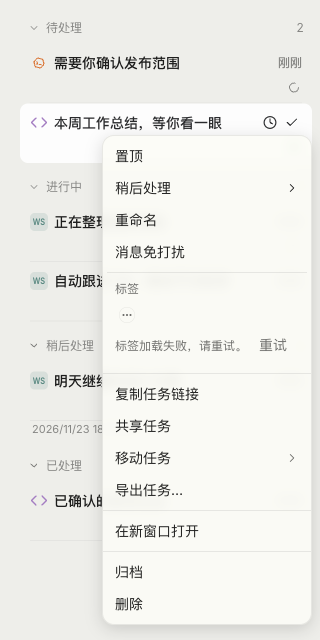 待处理 2
需要你确认发布范围 刚刚
本周工作总结，等你看一眼
置顶
稍后处理
重命名
消息免打扰
标签
标签加载失败，请重试。 重试
复制任务链接
共享任务
移动任务
导出任务...
在新窗口打开
归档
删除
进行中
WS 正在整理
WS 自动跟进
稍后处理
WS 明天继续
2026/11/23 18
已处理
已确认的